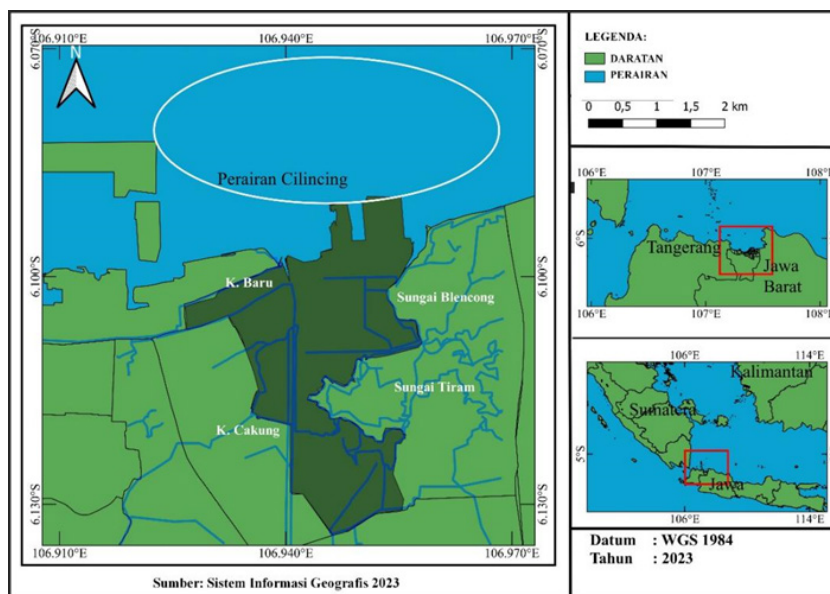 106.910°E 106.940°E 106.970°E
6.070°S 6.070°S
N
Perairan Cilincing
K. Baru
6.100°S 6.100°S
Sungai Blencong
Sungai Tiram
K. Cakung
6.130°S 6.130°S
106.910°E 106.940°E 106.970°E
Sumber: Sistem Informasi Geografis 2023
LEGENDA:
DARATAN
PERAIRAN
0 0,5 1 1,5 2 km
106°E 107°E 108°E
6°S 6°S
Tangerang
Jawa
Barat
106°E 107°E 108°E
106°E 114°E
Kalimantan
Sumatera
5°S 5°S
Jawa
106°E 114°E
Datum : WGS 1984
Tahun : 2023